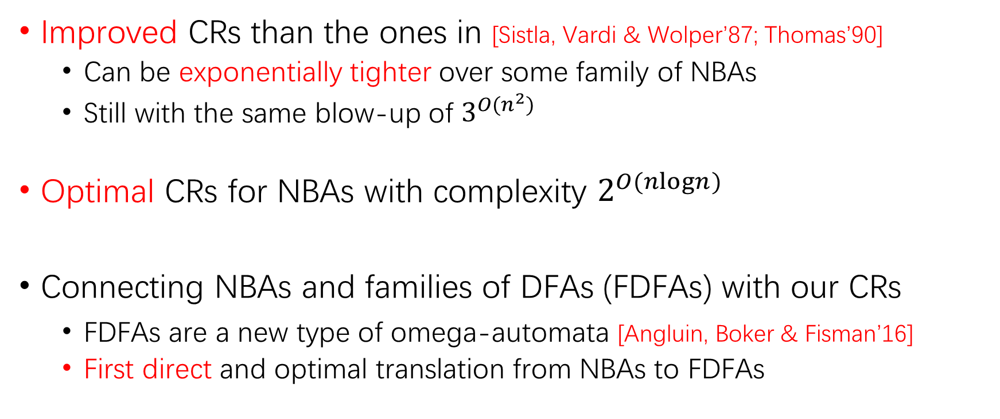 • Improved CRs than the ones in [Sistla, Vardi & Wolper’87; Thomas’90]
• Can be exponentially tighter over some family of NBAs
• Still with the same blow-up of 3^{O(n^2)}
• Optimal CRs for NBAs with complexity 2^{O(nlogn)}
• Connecting NBAs and families of DFAs (FDFAs) with our CRs
• FDFAs are a new type of omega-automata [Angluin, Boker & Fisman’16]
• First direct and optimal translation from NBAs to FDFAs